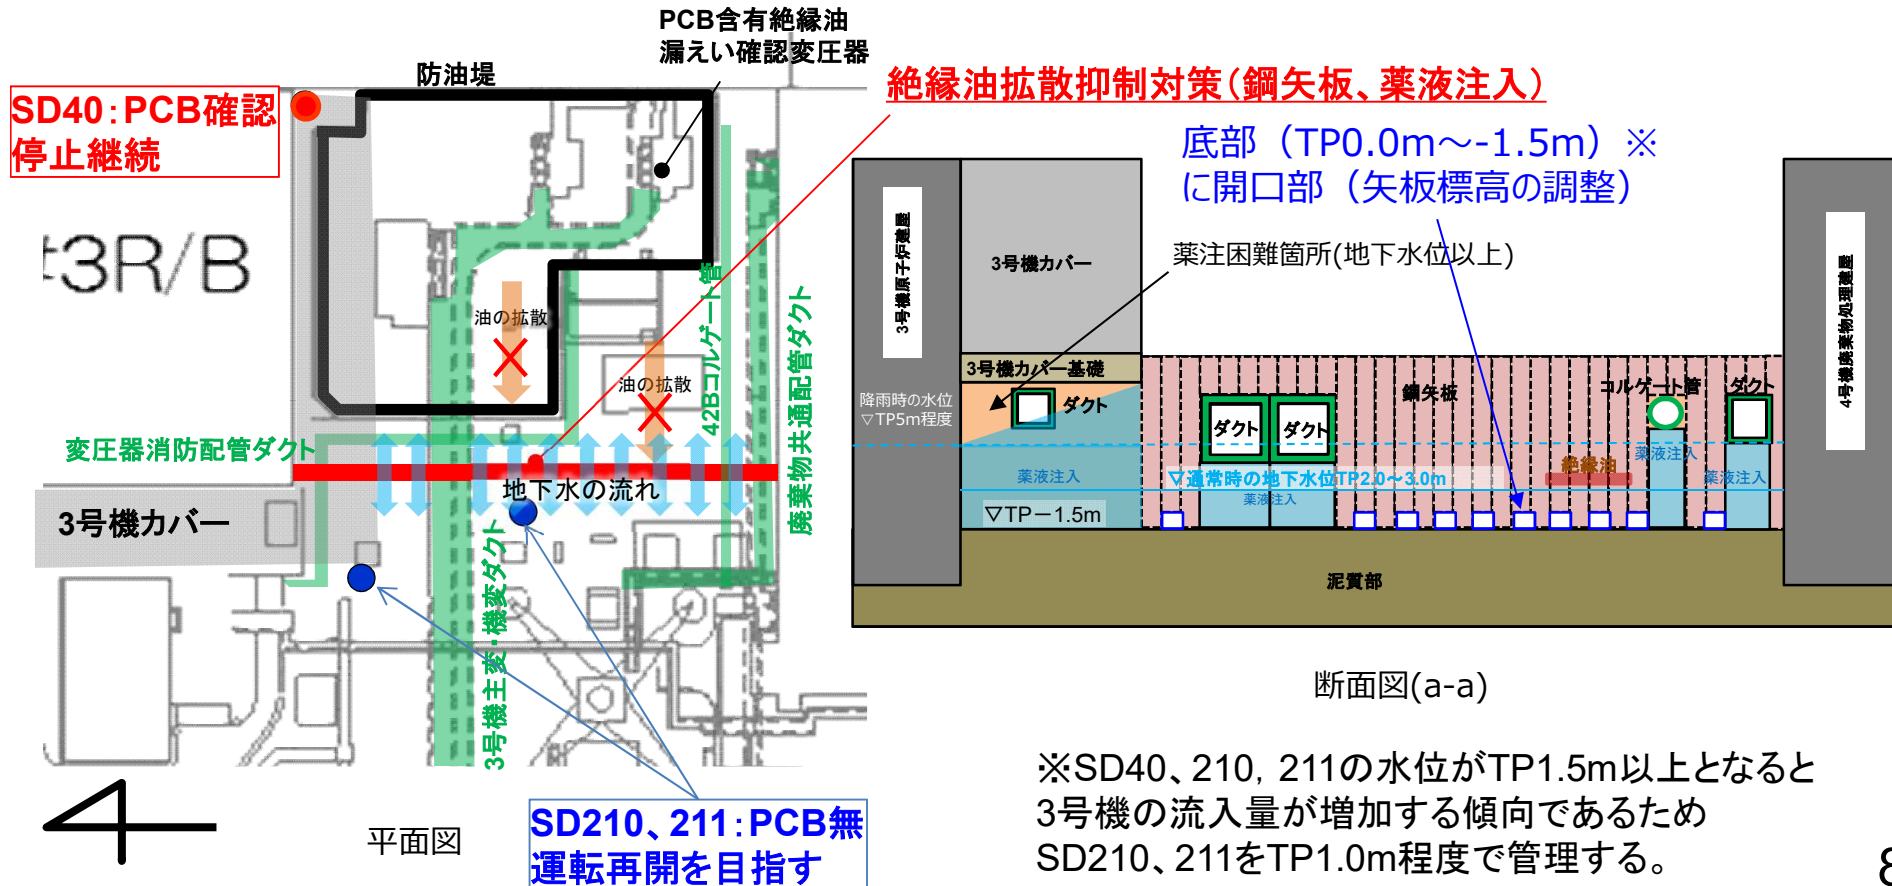 PCB含有絶縁油
漏えい確認変圧器
防油堤
SD40：PCB確認
停止継続
3R/B
油の拡散
油の拡散
42Bコルゲート管
廃棄物共通配管ダクト
変圧器消防配管ダクト
地下水の流れ
3号機カバー
3号機主変・機変ダクト
平面図
SD210、211：PCB無
運転再開を目指す
絶縁油拡散抑制対策（鋼矢板、薬液注入）
底部（TP0.0m～-1.5m）※
に開口部（矢板標高の調整）
薬注困難箇所(地下水位以上)
3号機原子炉建屋
3号機カバー
3号機カバー基礎
降雨時の水位
▽TP5m程度
ダクト
ダクト
ダクト
鋼矢板
コルゲート管
ダクト
4号機廃棄物処理建屋
薬液注入
▽通常時の地下水位TP2.0～3.0m
薬液注入
絶縁油
薬液注入
薬液注入
▽TP－1.5m
泥質部
断面図(a-a)
※SD40、210, 211の水位がTP1.5m以上となると
3号機の流入量が増加する傾向であるため
SD210、211をTP1.0m程度で管理する。